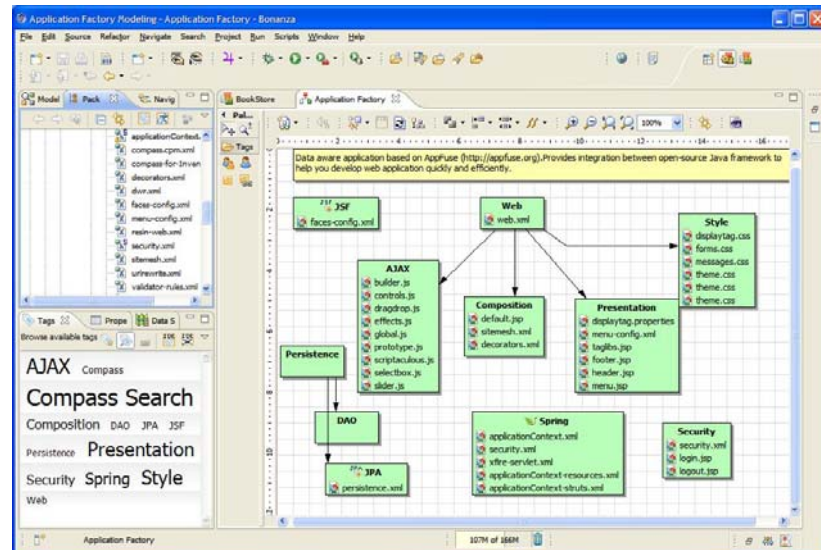 Application Factory Modeling - Application Factory - Bonanza
File Edit Source Refactor Navigate Search Project Run Scripts Window Help
Model Pack Navig
applicationContext.
compass.cpm.xml
compass-for-Inven
decorators.xml
dwr.xml
faces-config.xml
menu-config.xml
resin-web.xml
security.xml
sitemesh.xml
urlrewrite.xml
validator-rules.xml
Tags Prope Data S
Browse available tags
AJAX Compass
Compass Search
Composition DAO JPA JSF
Persistence Presentation
Security Spring Style
Web
BookStore Application Factory
Pal...
Tags
100%
Data aware application based on AppFuse (http://appfuse.org).Provides integration between open-source Java framework to
help you develop web application quickly and efficiently.
JSF
faces-config.xml
Web
web.xml
Style
displaytag.css
forms.css
messages.css
theme.css
theme.css
theme.css
AJAX
builder.js
controls.js
dragdrop.js
effects.js
global.js
prototype.js
scriptaculous.js
selectbox.js
slider.js
Composition
default.jsp
sitemesh.xml
decorators.xml
Presentation
displaytag.properties
menu-config.xml
taglibs.jsp
footer.jsp
header.jsp
menu.jsp
Persistence
DAO
JPA
persistence.xml
Spring
applicationContext.xml
security.xml
xfire-servlet.xml
applicationContext-resources.xml
applicationContext-struts.xml
Security
security.xml
login.jsp
logout.jsp
Application Factory
107M of 166M